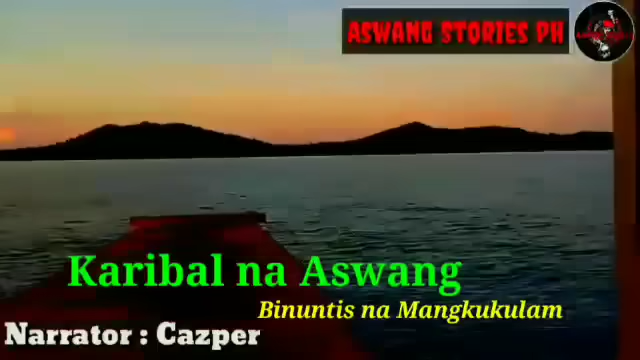 ASWANG STORIES PH
Karibal na Aswang
Binuntis na Mangkukulam
Narrator : Cazper